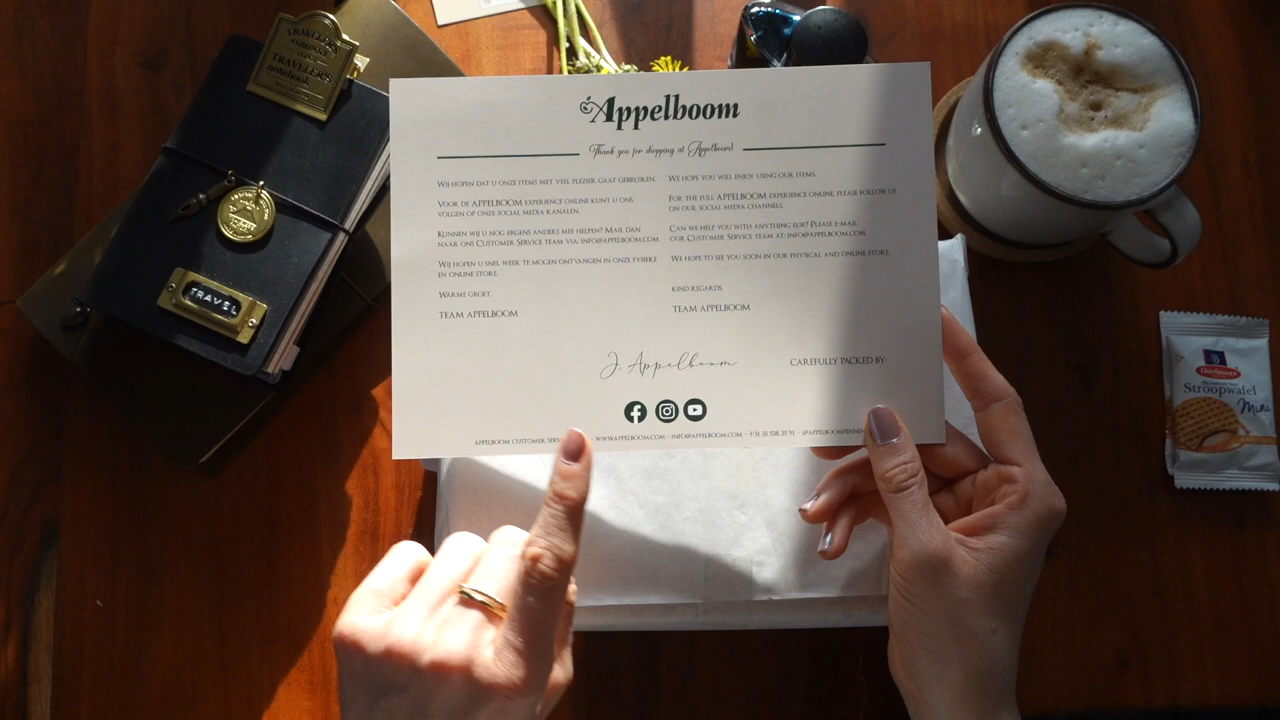 TRAVELER'S
COMPANY
TRAVELER'S
notebook
TRAVEL
Appelboom
Thank you for shopping at Appelboom!
WIJ HOPEN DAT U ONZE ITEMS MET VEEL PLEZIER GAAT GEBRUIKEN.
VOOR DE APPELBOOM EXPERIENCE ONLINE KUNT U ONS
VOLGEN OP ONZE SOCIAL MEDIA KANALEN.
KUNNEN WIJ U NOG ERGENS ANDERS MEE HELPEN? MAIL DAN
NAAR ONS CUSTOMER SERVICE TEAM VIA: INFO@APPELBOOM.COM
WIJ HOPEN U SNEL WEER TE MOGEN ONTVANGEN IN ONZE FYSIEKE
EN ONLINE STORE.
WARME GROET,
TEAM APPELBOOM
WE HOPE YOU WILL ENJOY USING OUR ITEMS.
FOR THE FULL APPELBOOM EXPERIENCE ONLINE, PLEASE FOLLOW US
ON OUR SOCIAL MEDIA CHANNELS.
CAN WE HELP YOU WITH ANYTHING ELSE? PLEASE E-MAIL
OUR CUSTOMER SERVICE TEAM AT: INFO@APPELBOOM.COM
WE HOPE TO SEE YOU SOON IN OUR PHYSICAL AND ONLINE STORE
KIND REGARDS,
TEAM APPELBOOM
J. Appelboom
CAREFULLY PACKED BY:
APPELBOOM CUSTOMER - WWW.APPELBOOM.COM - INFO@APPELBOOM.COM - +31 35 538 35 91 -
Daelmans
Stroopwafel
Mini